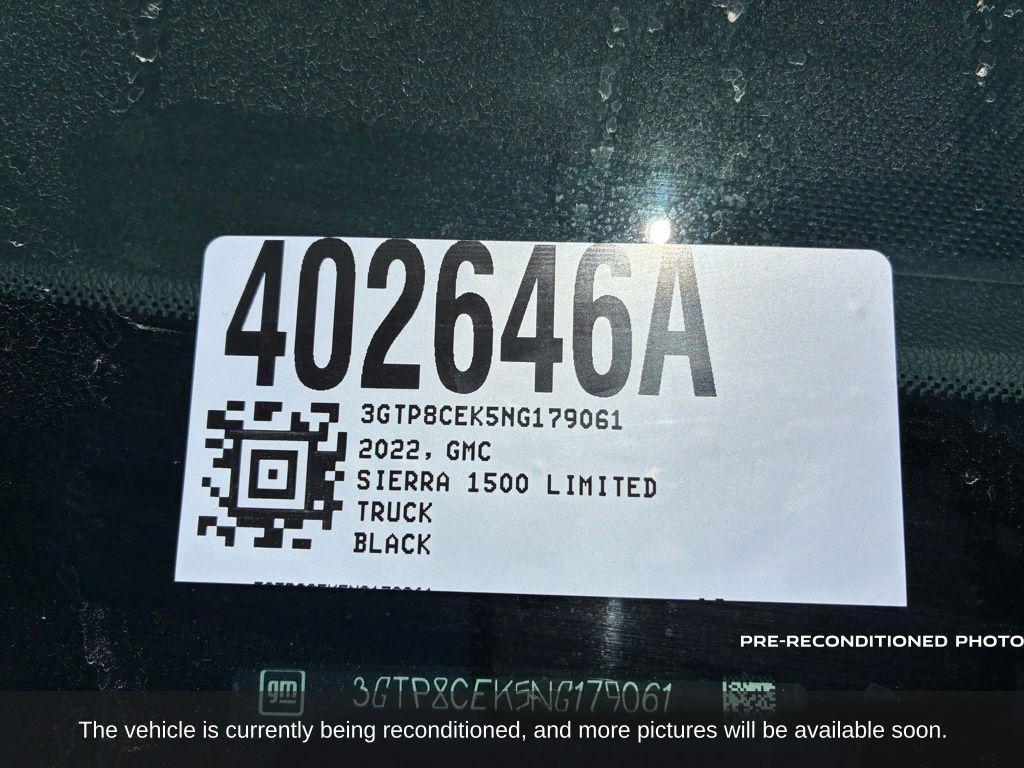 402646A
3GTP8CEK5NG179061
2022, GMC
SIERRA 1500 LIMITED
TRUCK
BLACK
PRE-RECONDITIONED PHOTO
gm 3GTP8CEK5NG179061
The vehicle is currently being reconditioned, and more pictures will be available soon.